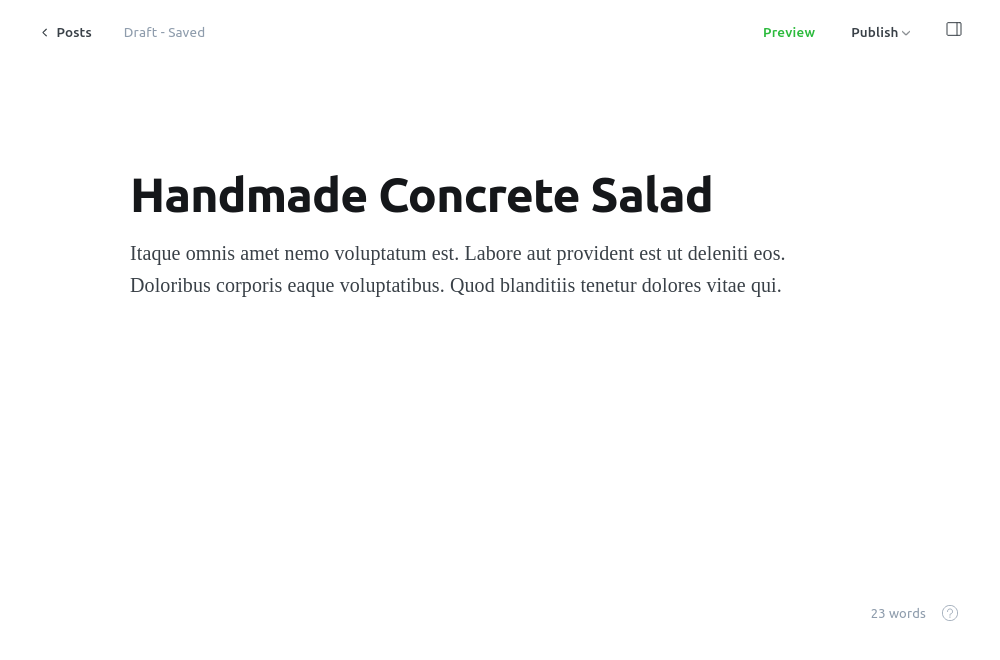 Posts
Draft - Saved
Preview
Publish
Handmade Concrete Salad
Itaque omnis amet nemo voluptatum est. Labore aut provident est ut deleniti eos.
Doloribus corporis eaque voluptatibus. Quod blanditiis tenetur dolores vitae qui.
23 words
?